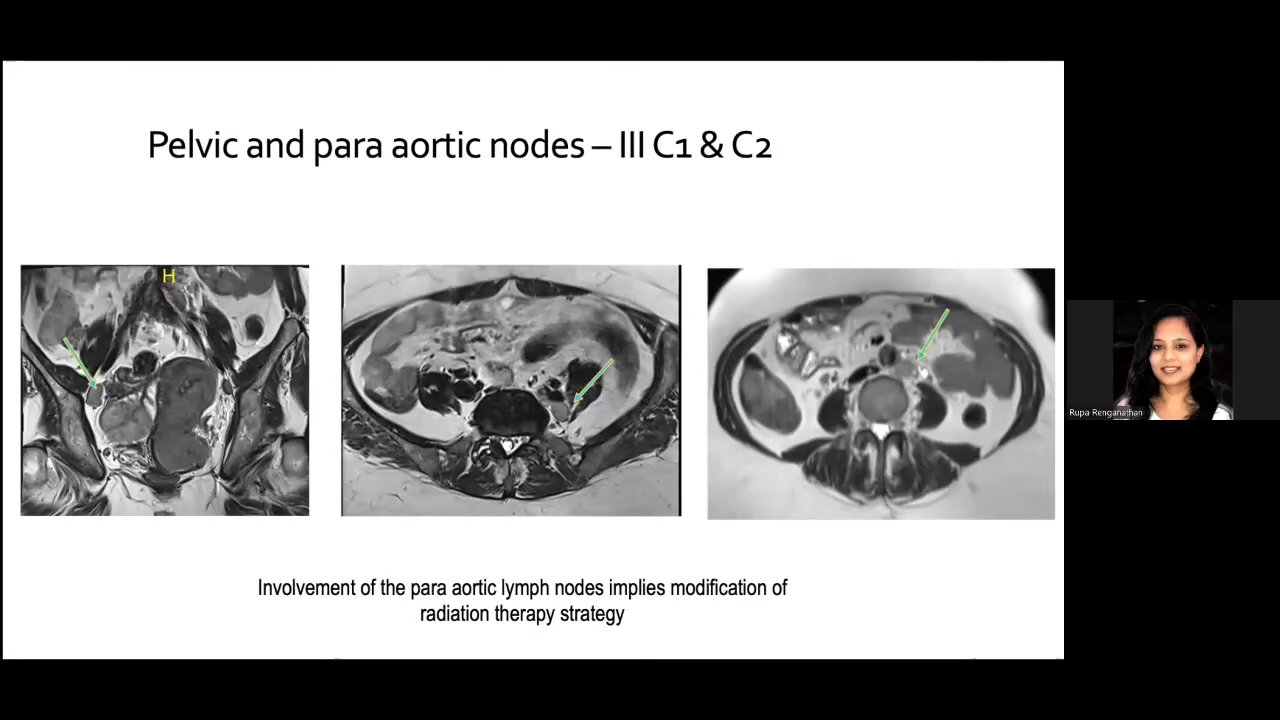 Pelvic and para aortic nodes – III C1 & C2
H
Involvement of the para aortic lymph nodes implies modification of
radiation therapy strategy
Rupa Renganathan